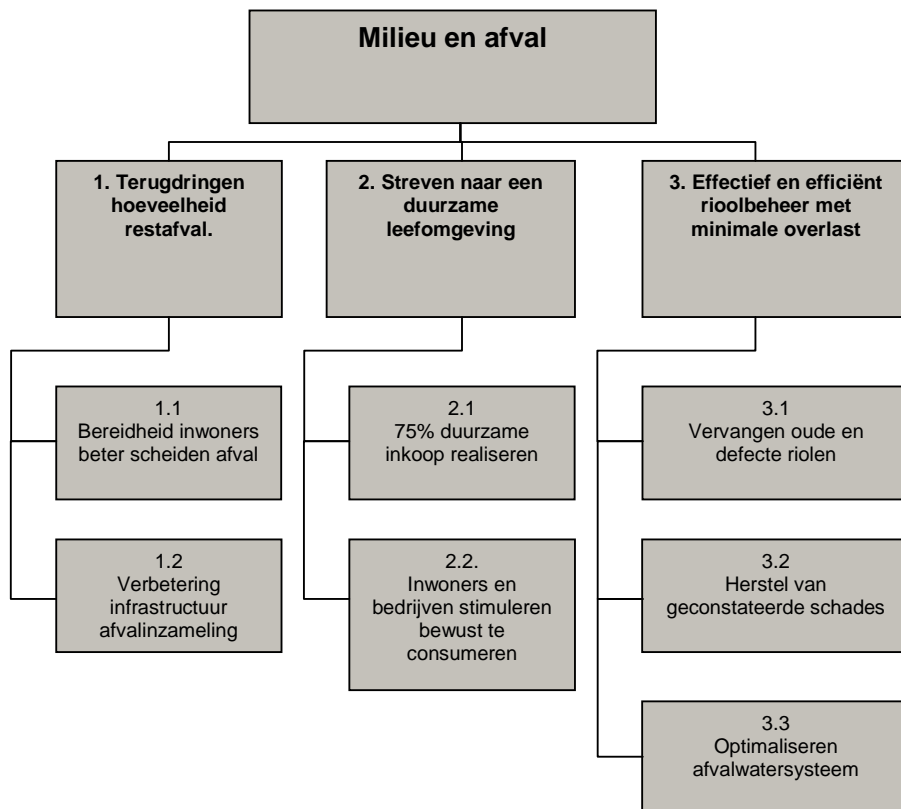 Milieu en afval
1. Terugdringen
hoeveelheid
restafval.
2. Streven naar een
duurzame
leefomgeving
3. Effectief en efficiënt
rioolbeheer met
minimale overlast
1.1
Bereidheid inwoners
beter scheiden afval
1.2
Verbetering
infrastructuur
afvalinzameling
2.1
75% duurzame
inkoop realiseren
2.2.
Inwoners en
bedrijven stimuleren
bewust te
consumeren
3.1
Vervangen oude en
defecte riolen
3.2
Herstel van
geconstateerde schades
3.3
Optimaliseren
afvalwatersysteem